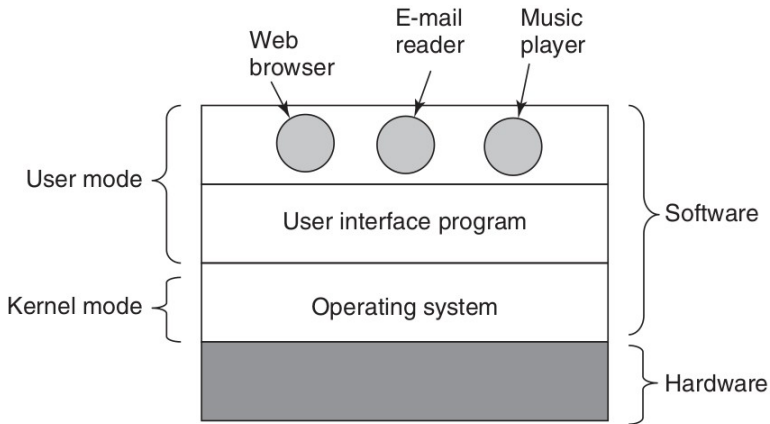 Web
browser
E-mail
reader
Music
player
User mode
User interface program
Software
Kernel mode
Operating system
Hardware